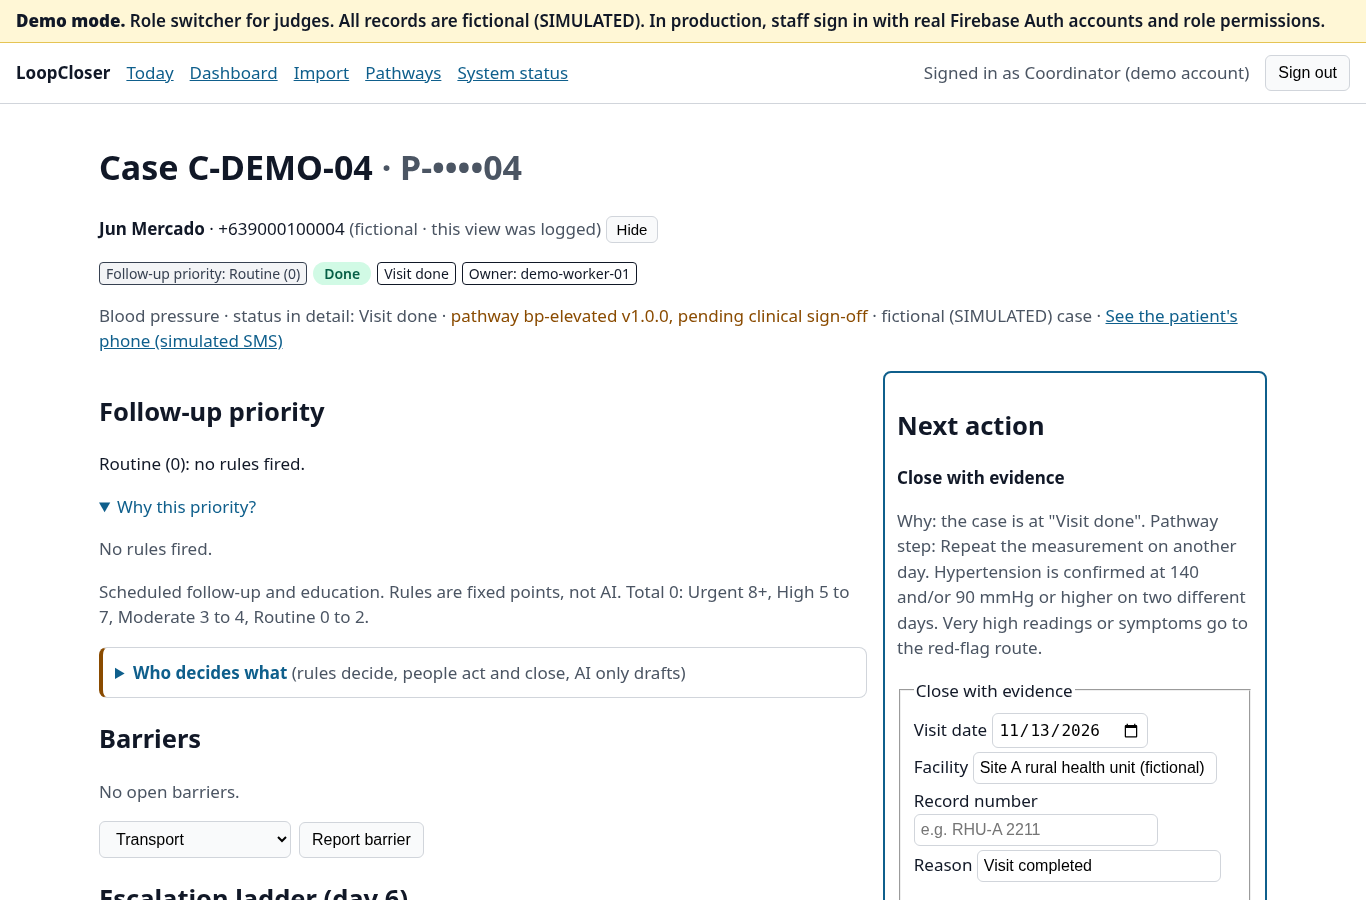 Demo mode. Role switcher for judges. All records are fictional (SIMULATED). In production, staff sign in with real Firebase Auth accounts and role permissions.
LoopCloser Today Dashboard Import Pathways System status Signed in as Coordinator (demo account) Sign out
Case C-DEMO-04 · P-••••04
Jun Mercado · +639000100004 (fictional · this view was logged) Hide
Follow-up priority: Routine (0) Done Visit done Owner: demo-worker-01
Blood pressure · status in detail: Visit done · pathway bp-elevated v1.0.0, pending clinical sign-off · fictional (SIMULATED) case · See the patient's
phone (simulated SMS)
Follow-up priority
Routine (0): no rules fired.
▼ Why this priority?
No rules fired.
Scheduled follow-up and education. Rules are fixed points, not AI. Total 0: Urgent 8+, High 5 to
7, Moderate 3 to 4, Routine 0 to 2.
▶ Who decides what (rules decide, people act and close, AI only drafts)
Barriers
No open barriers.
Transport Report barrier
Escalation ladder (day 6)
Next action
Close with evidence
Why: the case is at "Visit done". Pathway
step: Repeat the measurement on another
day. Hypertension is confirmed at 140
and/or 90 mmHg or higher on two different
days. Very high readings or symptoms go to
the red-flag route.
Close with evidence
Visit date 11/13/2026
Facility Site A rural health unit (fictional)
Record number
e.g. RHU-A 2211
Reason Visit completed